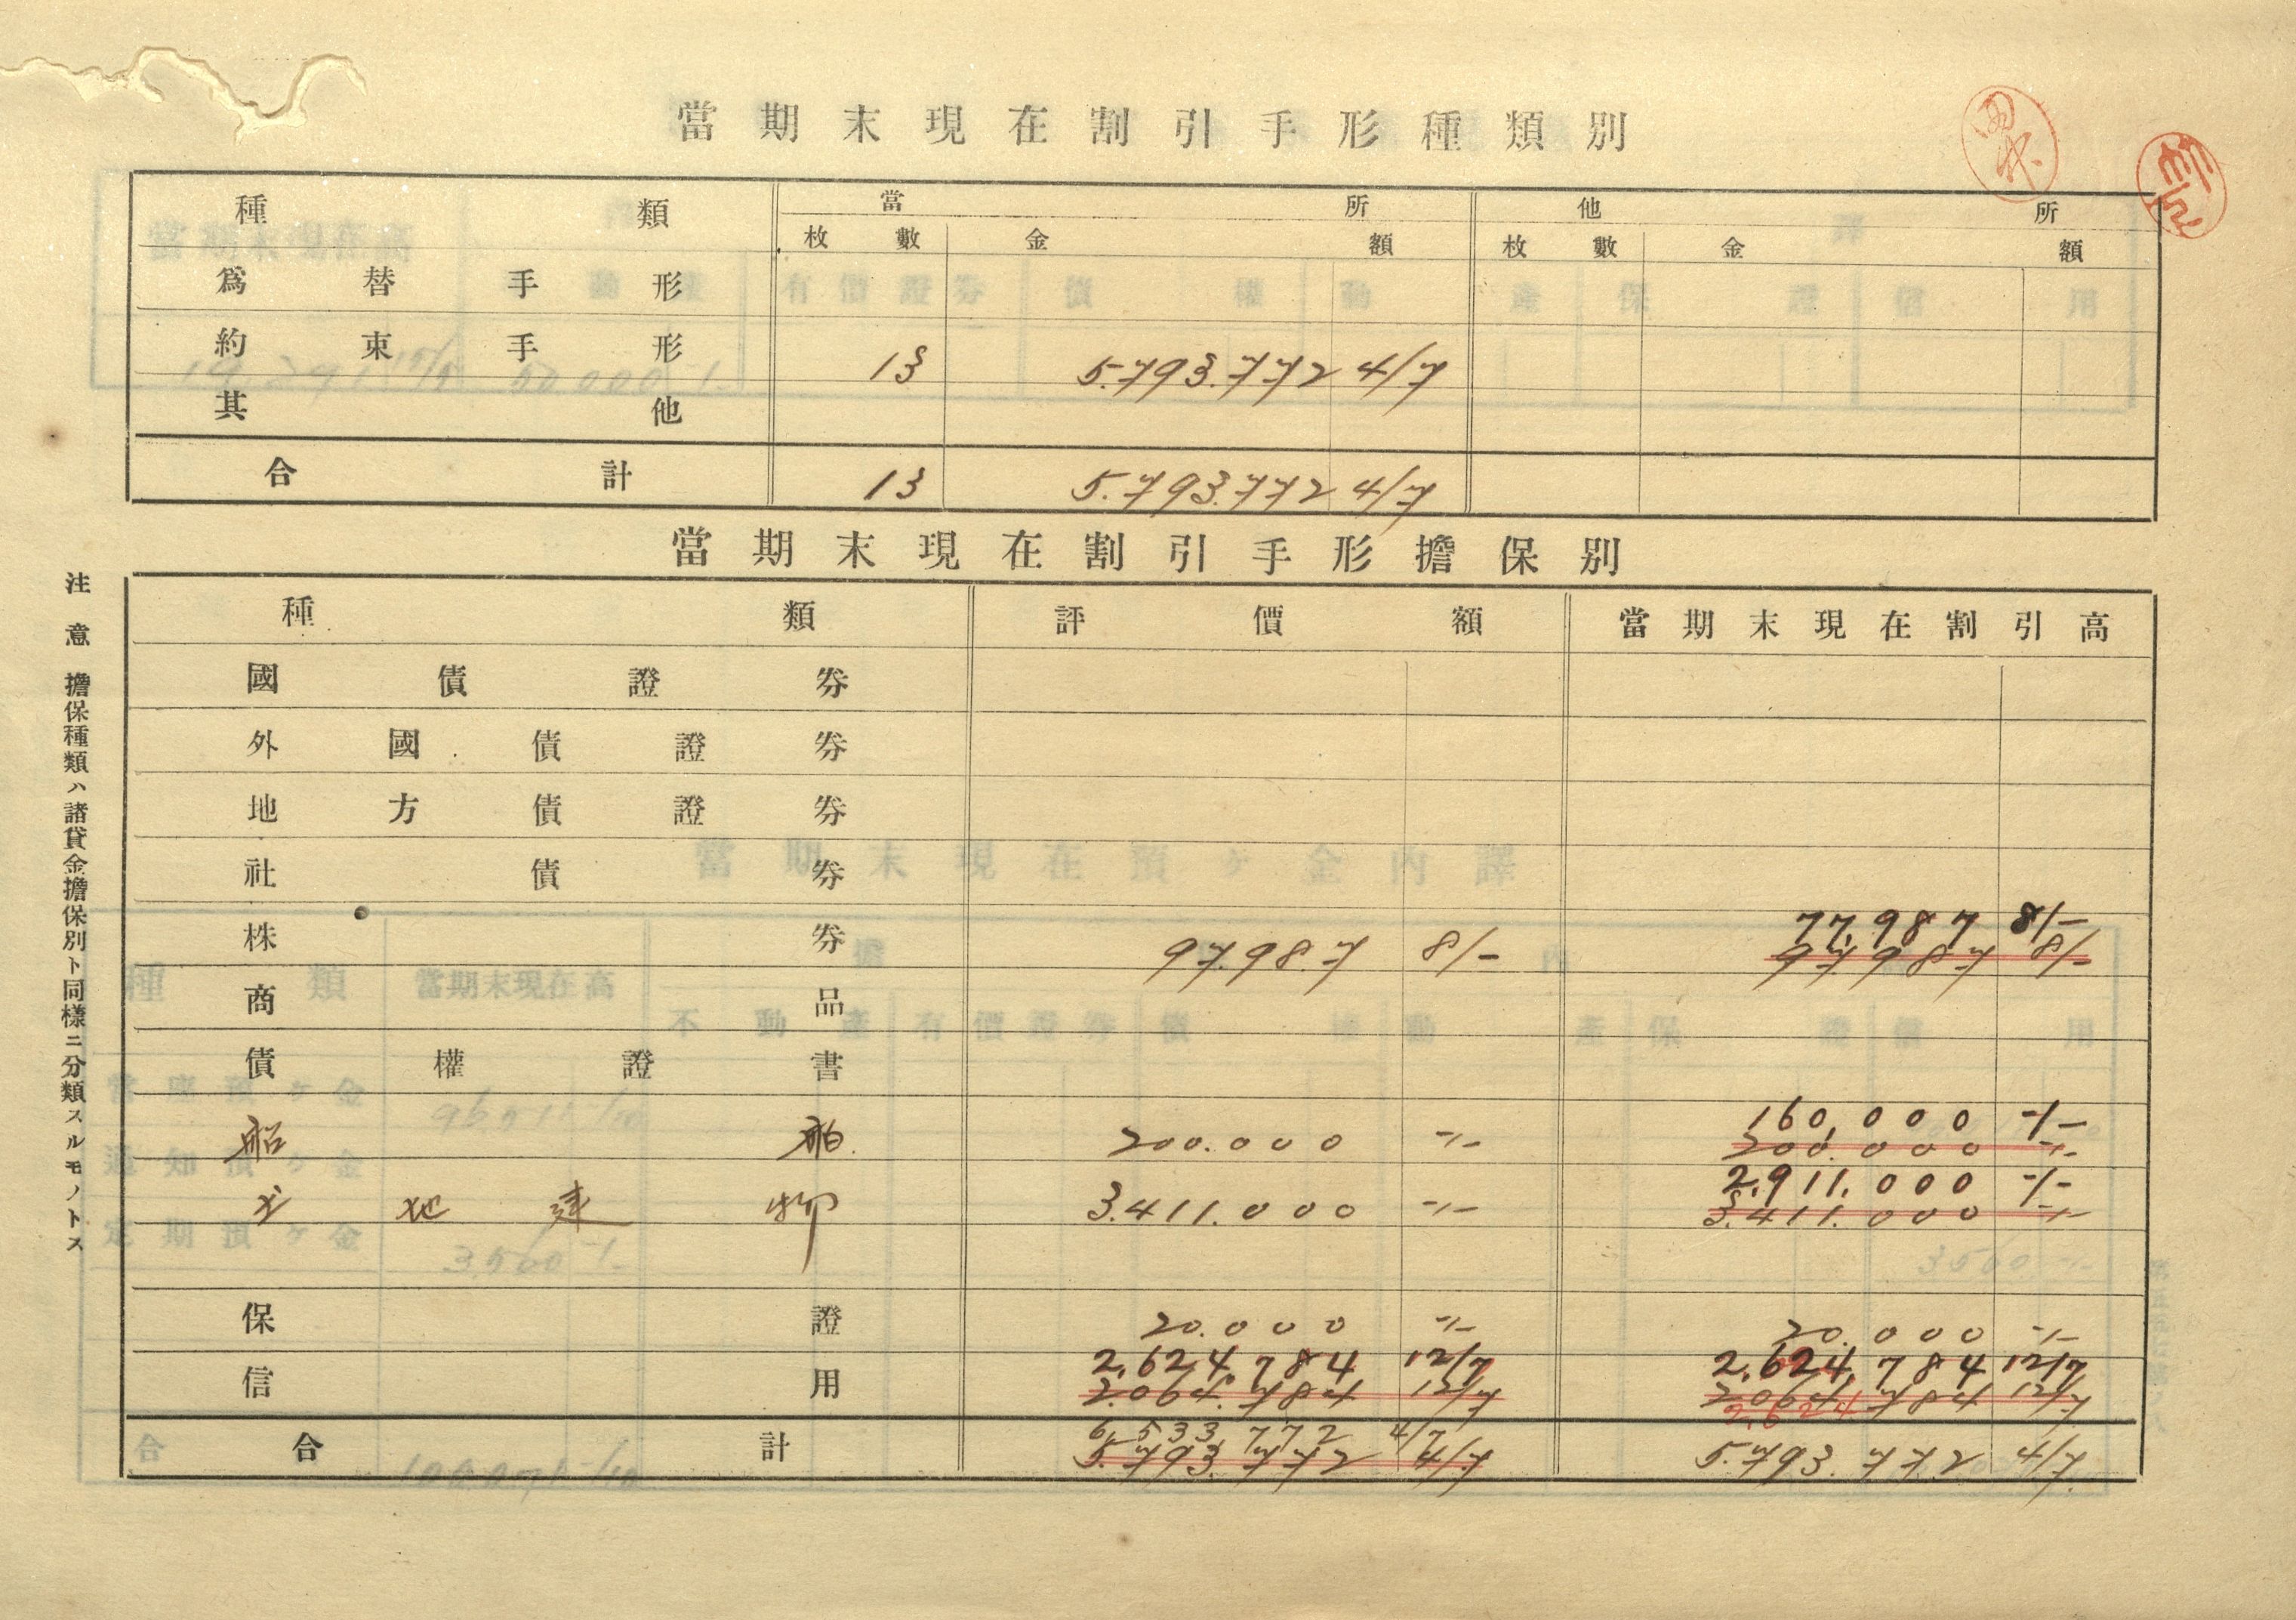 當期末現在割引手形種類別
種類 當所 他所
枚數 金額 枚數 金額
爲替手形
約束手形 13 5.793.772 4/7
其他
合計 13 5.793.772 4/7
當期末現在割引手形擔保別
種類 評價額 當期末現在割引高
國債證券
外國債證券
地方債證券
社債券
77,987 8/-
株券 97.987 8/- 97987 8/-
商品
債權證書
160,000 -/-
船舶 200.000 -/- 200.000 -/-
2,911.000 -/-
土地建物 3.411.000 -/- 3.411.000 -/-
保證 20.000 -/- 20.000 -/-
2,624,784 12/7 2,624,784 12/7
信用 2.064.784 12/7 2.064.784 12/7
2,624
6,533,772 4/7
合計 5.793.772 4/7 5.793.772 4/7
注意 擔保種類ハ諸貸金擔保別ト同樣ニ分類スルモノトス